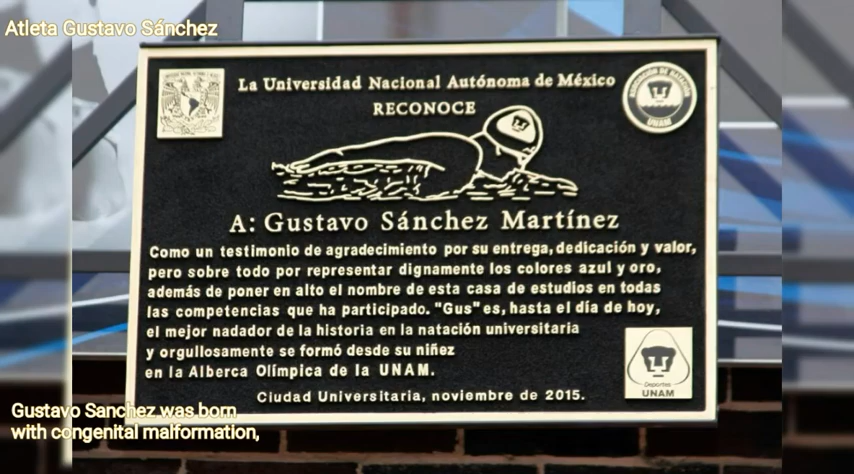 Atleta Gustavo Sánchez
La Universidad Nacional Autónoma de México
RECONOCE
UNAM
A: Gustavo Sánchez Martínez
Como un testimonio de agradecimiento por su entrega, dedicación y valor,
pero sobre todo por representar dignamente los colores azul y oro,
además de poner en alto el nombre de esta casa de estudios en todas
las competencias que ha participado. "Gus" es, hasta el día de hoy,
el mejor nadador de la historia en la natación universitaria
y orgullosamente se formó desde su niñez
en la Alberca Olímpica de la UNAM.
Deportes
UNAM
Ciudad Universitaria, noviembre de 2015.
Gustavo Sanchez was born
with congenital malformation,